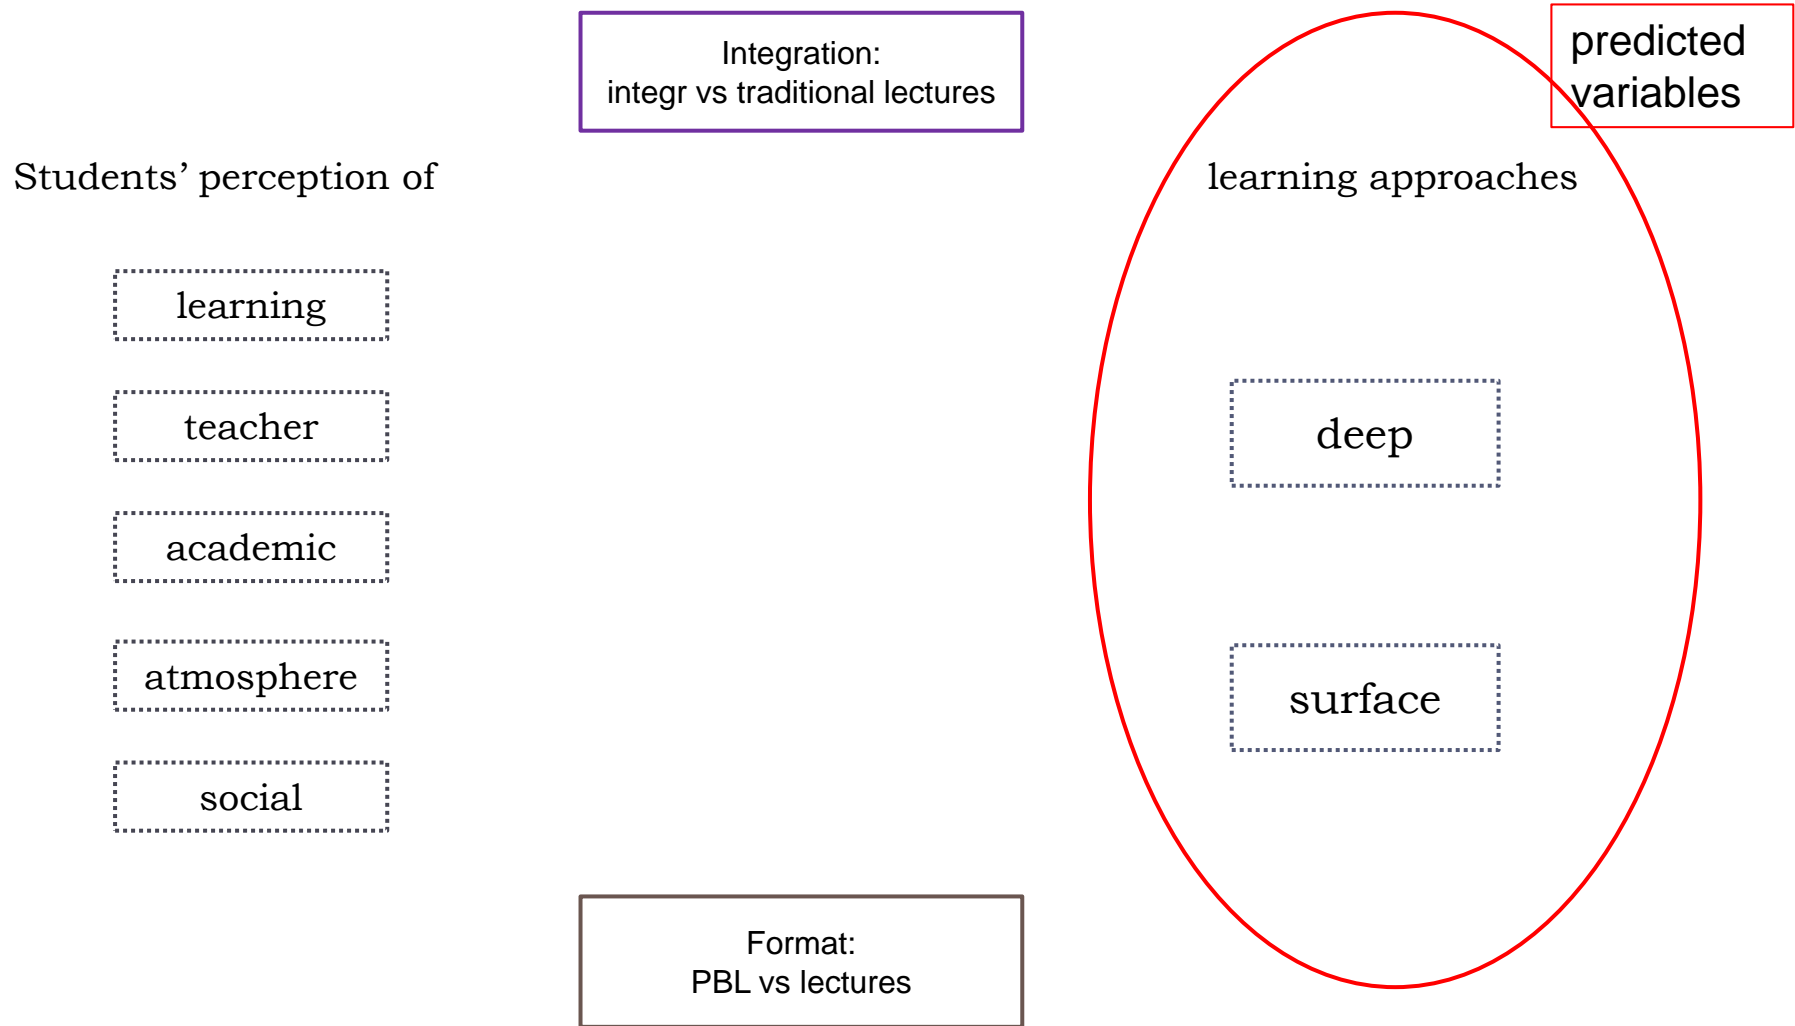 Integration:
integr vs traditional lectures
predicted
variables
Students’ perception of
learning approaches
learning
teacher
academic
atmosphere
social
deep
surface
Format:
PBL vs lectures